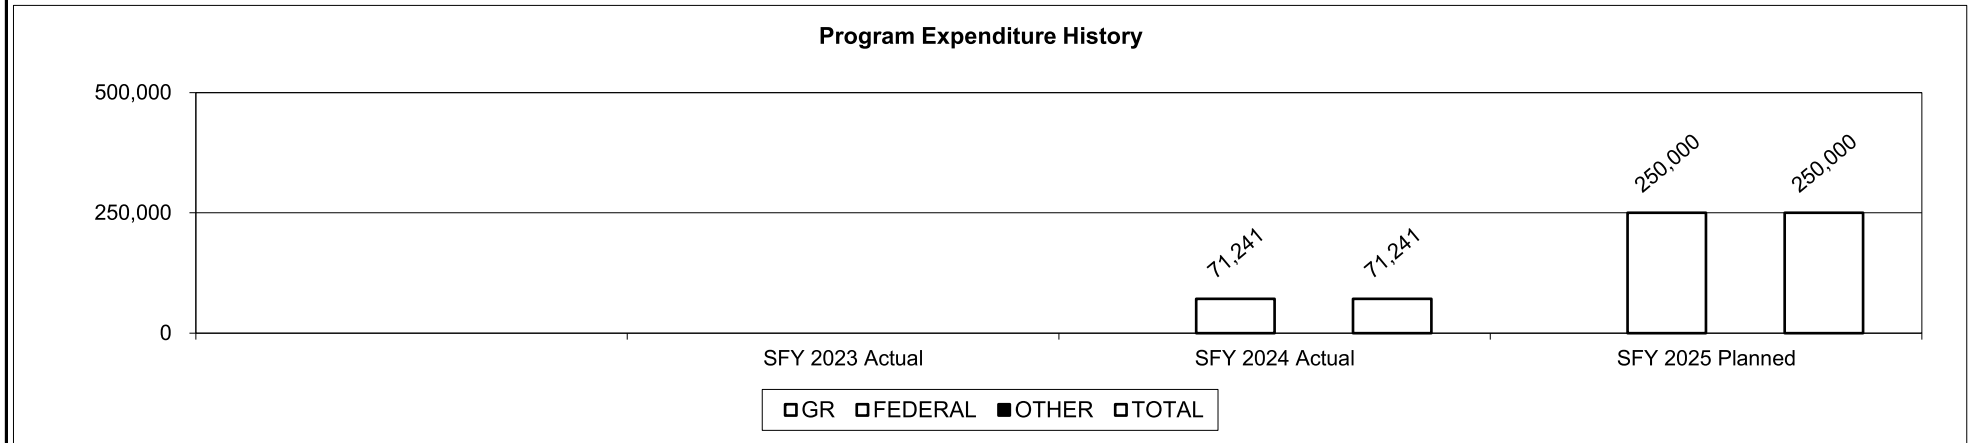 Program Expenditure History
500,000
250,000
0
71,241
71,241
250,000
250,000
SFY 2023 Actual
SFY 2024 Actual
SFY 2025 Planned
GR FEDERAL OTHER TOTAL